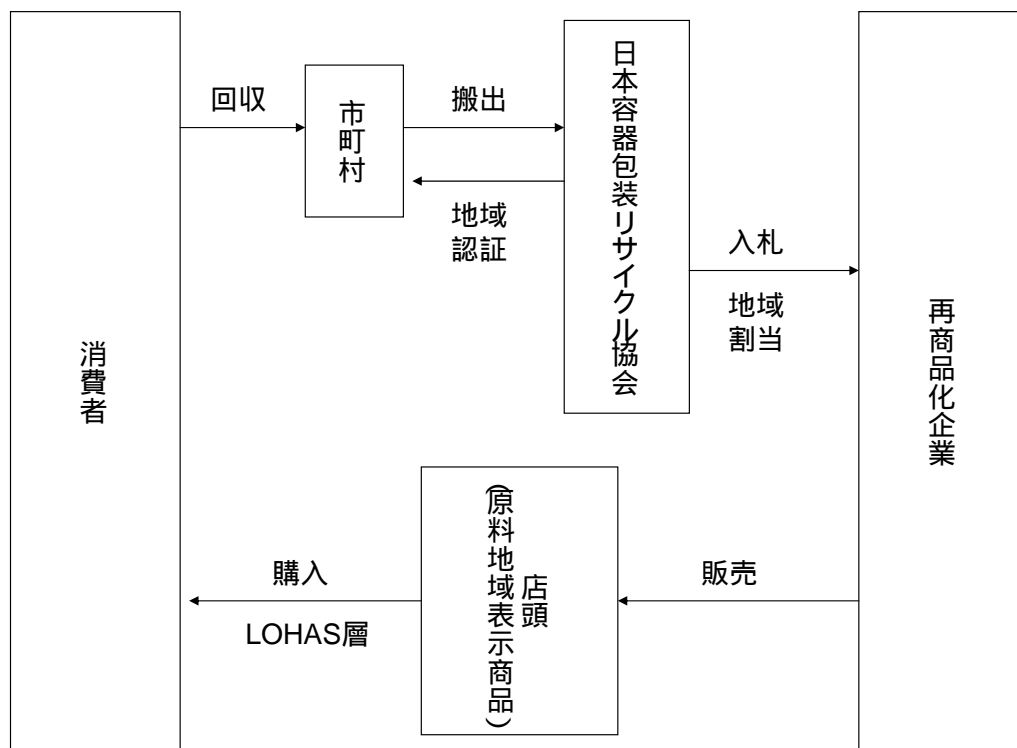 消費者
回収
市町村
搬出
地域
認証
日本容器包装リサイクル協会
入札
地域
割当
再商品化企業
販売
店頭
(原料地域表示商品)
購入
LOHAS層